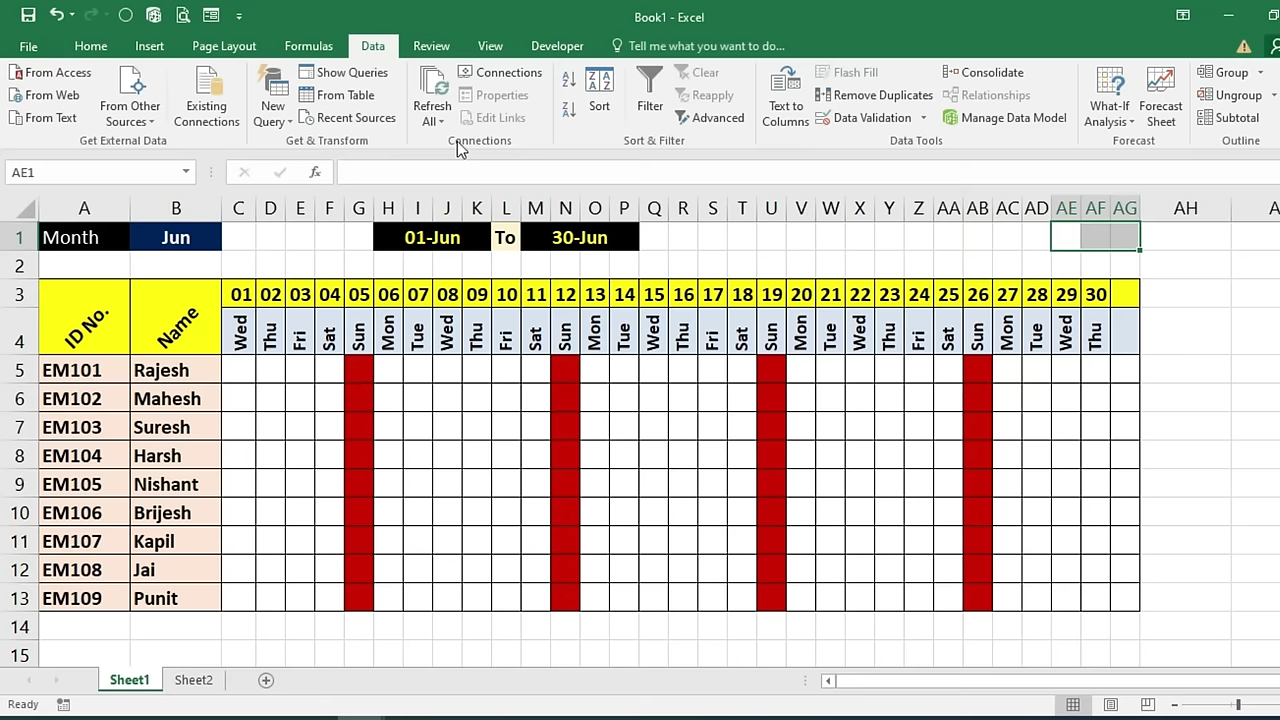 Book1 - Excel
File Home Insert Page Layout Formulas Data Review View Developer Tell me what you want to do...
From Access
From Web
From Text
From Other Sources
Existing Connections
Get External Data
New Query
Show Queries
From Table
Recent Sources
Get & Transform
Refresh All
Connections
Properties
Edit Links
Connections
Sort
Filter
Clear
Reapply
Advanced
Sort & Filter
Text to Columns
Flash Fill
Remove Duplicates
Data Validation
Consolidate
Relationships
Manage Data Model
Data Tools
What-If Analysis
Forecast Sheet
Forecast
Group
Ungroup
Subtotal
Outline
AE1 fx
A B C D E F G H I J K L M N O P Q R S T U V W X Y Z AA AB AC AD AE AF AG AH
1 Month Jun 01-Jun To 30-Jun
2
3 ID No. Name 01 02 03 04 05 06 07 08 09 10 11 12 13 14 15 16 17 18 19 20 21 22 23 24 25 26 27 28 29 30
4 Wed Thu Fri Sat Sun Mon Tue Wed Thu Fri Sat Sun Mon Tue Wed Thu Fri Sat Sun Mon Tue Wed Thu Fri Sat Sun Mon Tue Wed Thu
5 EM101 Rajesh
6 EM102 Mahesh
7 EM103 Suresh
8 EM104 Harsh
9 EM105 Nishant
10 EM106 Brijesh
11 EM107 Kapil
12 EM108 Jai
13 EM109 Punit
14
15
Sheet1 Sheet2
Ready